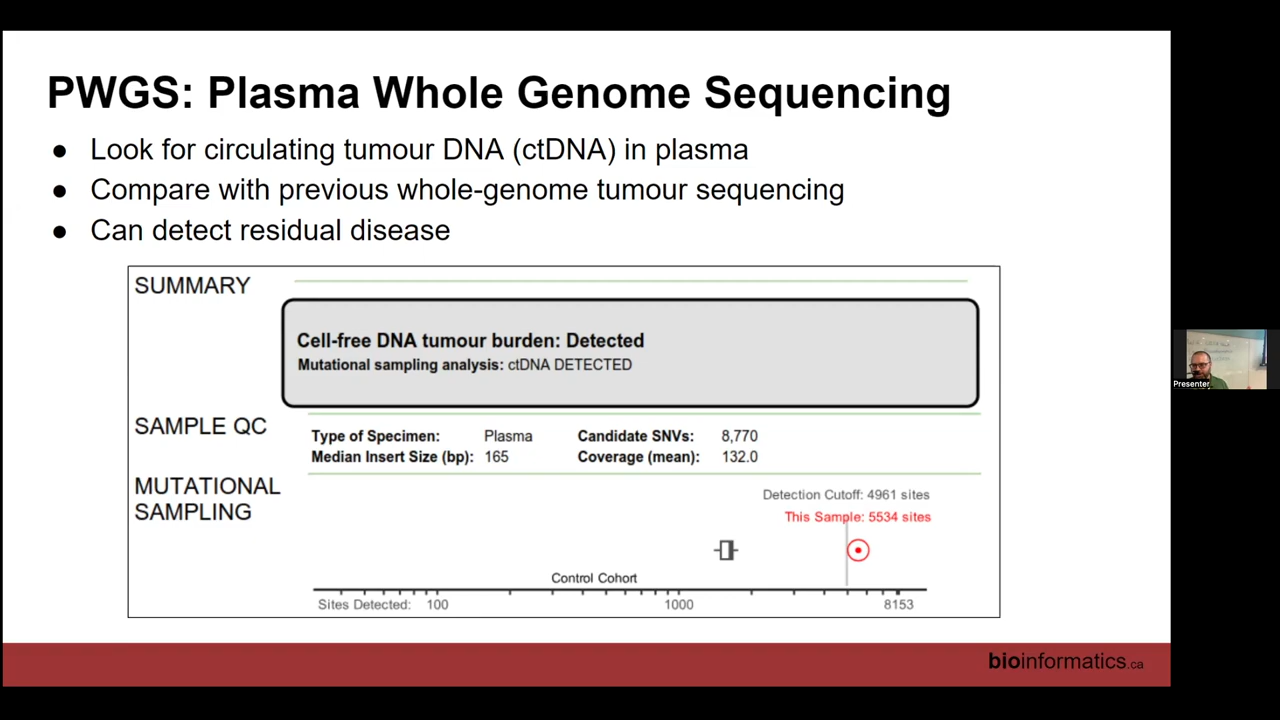 PWGS: Plasma Whole Genome Sequencing
● Look for circulating tumour DNA (ctDNA) in plasma
● Compare with previous whole-genome tumour sequencing
● Can detect residual disease
SUMMARY
Cell-free DNA tumour burden: Detected
Mutational sampling analysis: ctDNA DETECTED
SAMPLE QC
Type of Specimen: Plasma Candidate SNVs: 8,770
Median Insert Size (bp): 165 Coverage (mean): 132.0
MUTATIONAL
SAMPLING
Detection Cutoff: 4961 sites
This Sample: 5534 sites
Control Cohort
Sites Detected: 100 1000 8153
bioinformatics.ca
Presenter